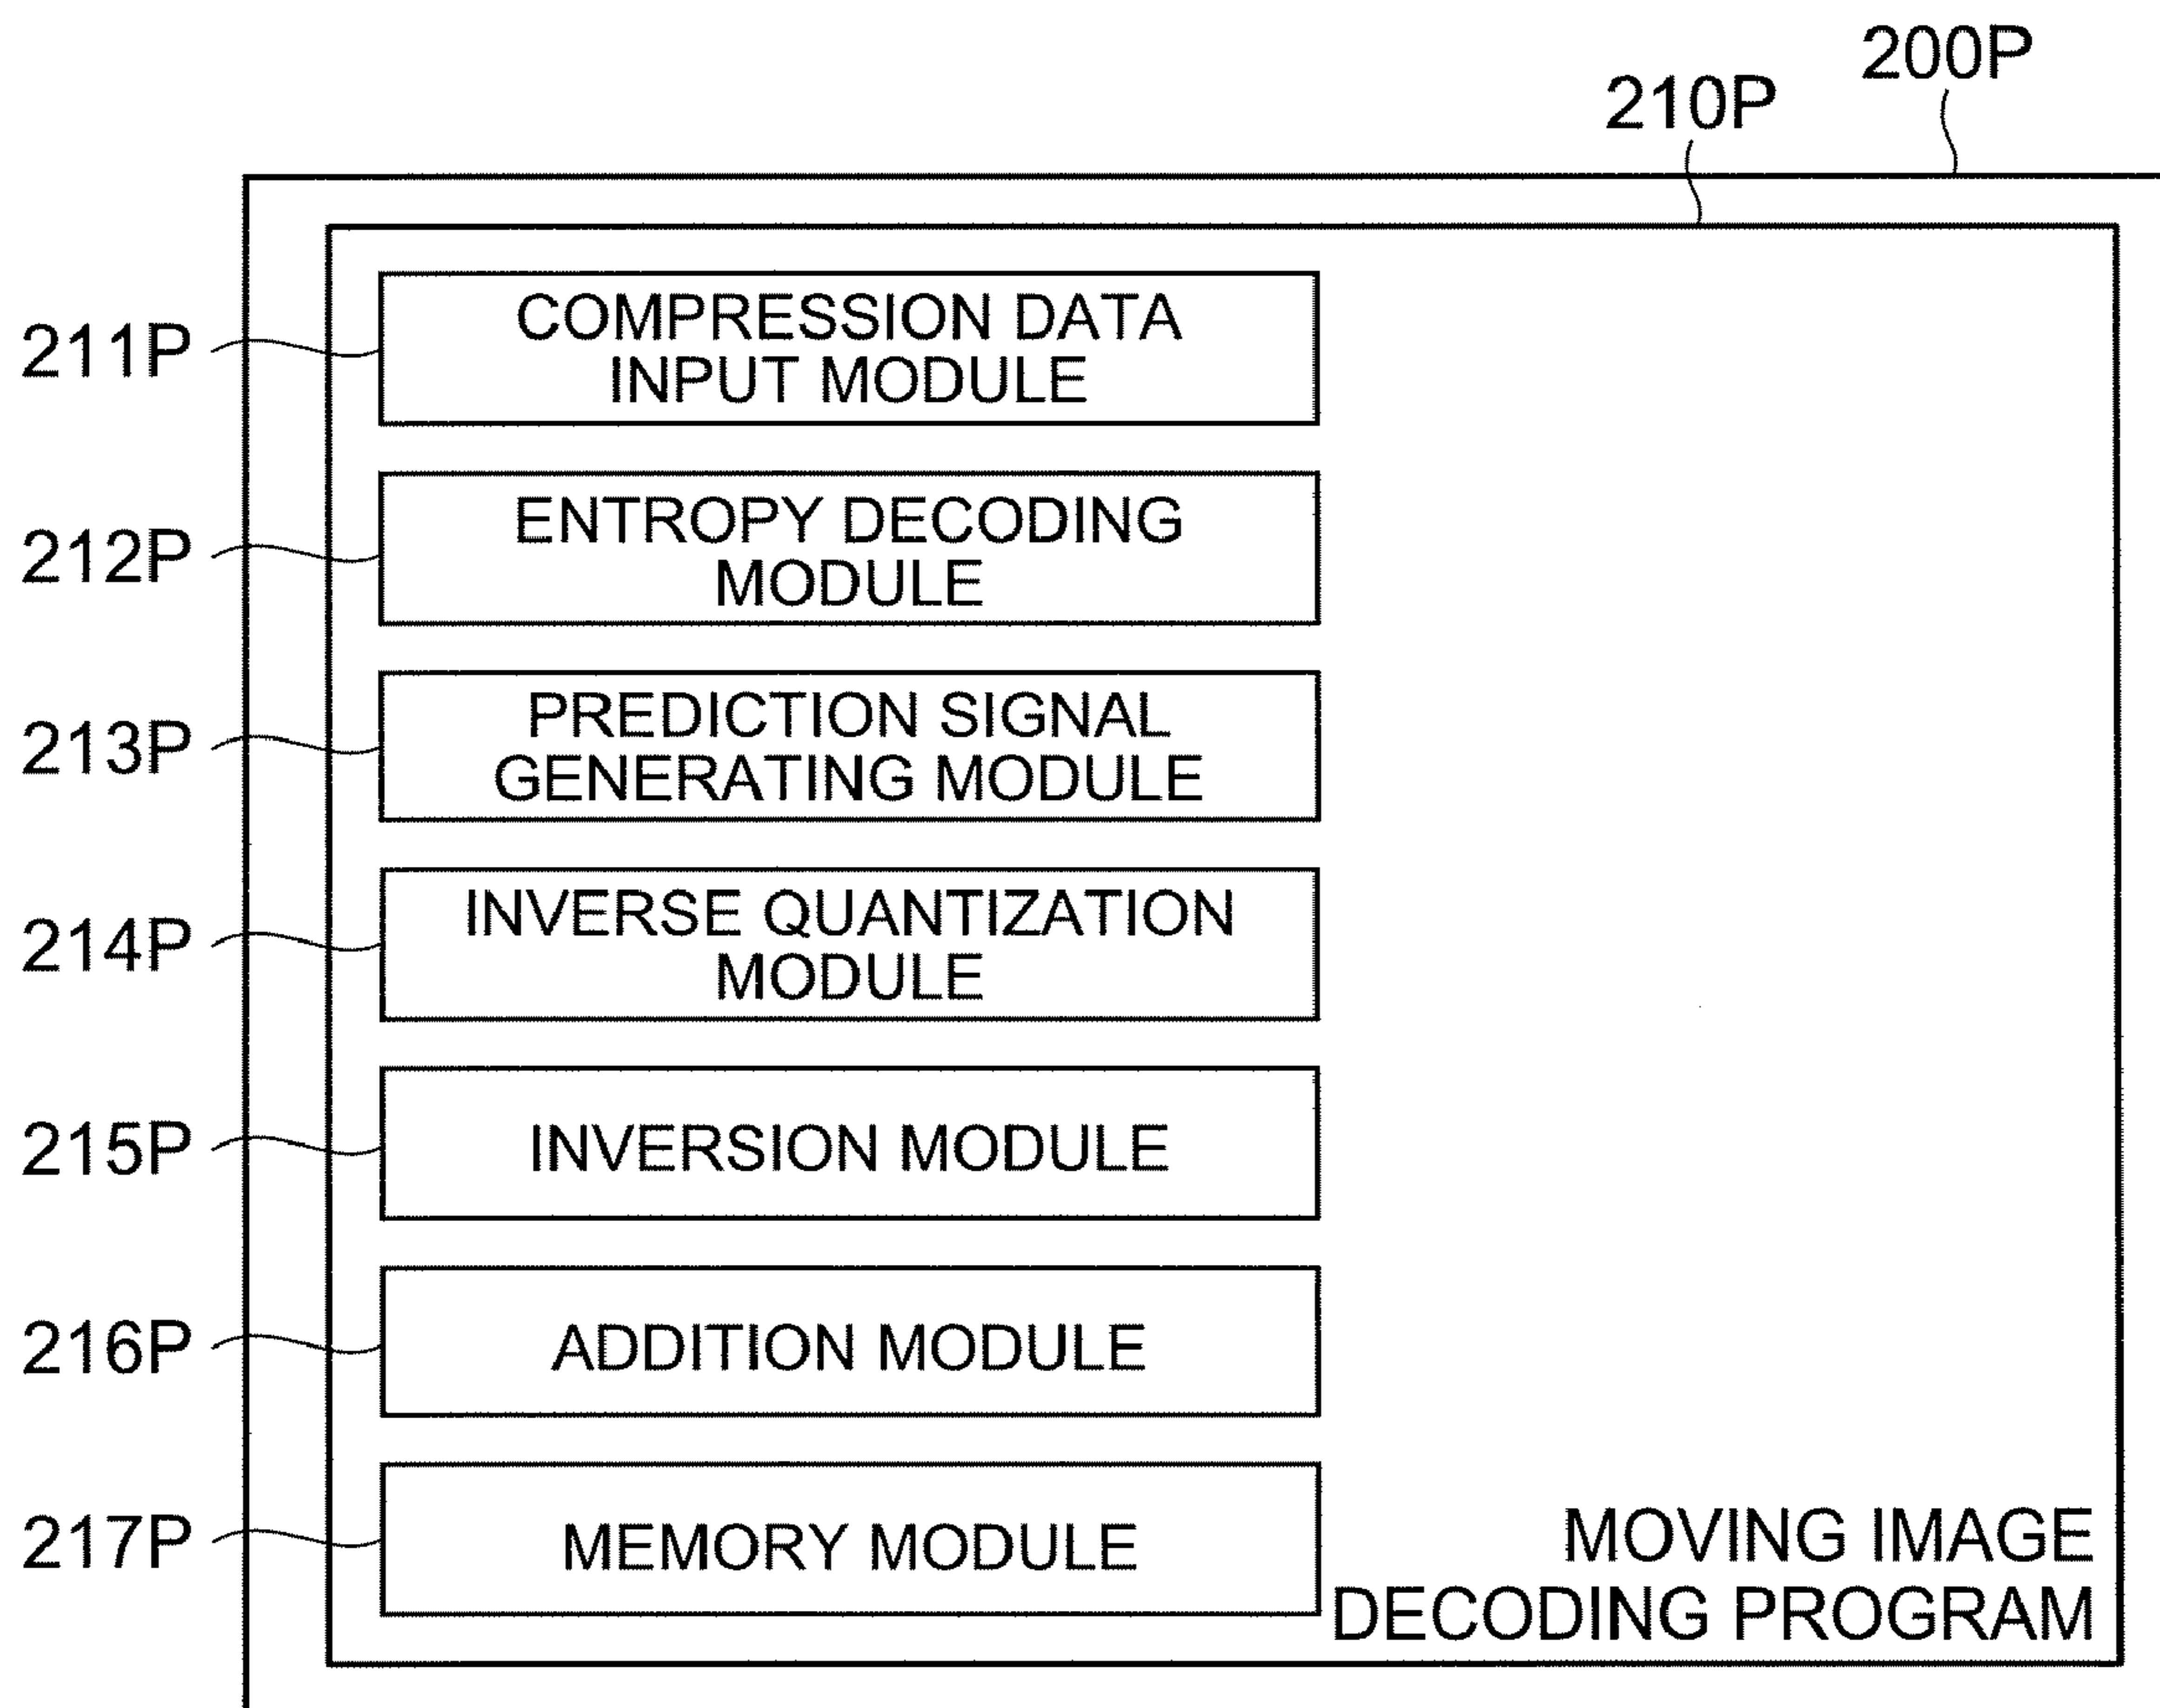 200P
210P
211P
COMPRESSION DATA
INPUT MODULE
212P
ENTROPY DECODING
MODULE
213P
PREDICTION SIGNAL
GENERATING MODULE
214P
INVERSE QUANTIZATION
MODULE
215P
INVERSION MODULE
216P
ADDITION MODULE
217P
MEMORY MODULE
MOVING IMAGE
DECODING PROGRAM